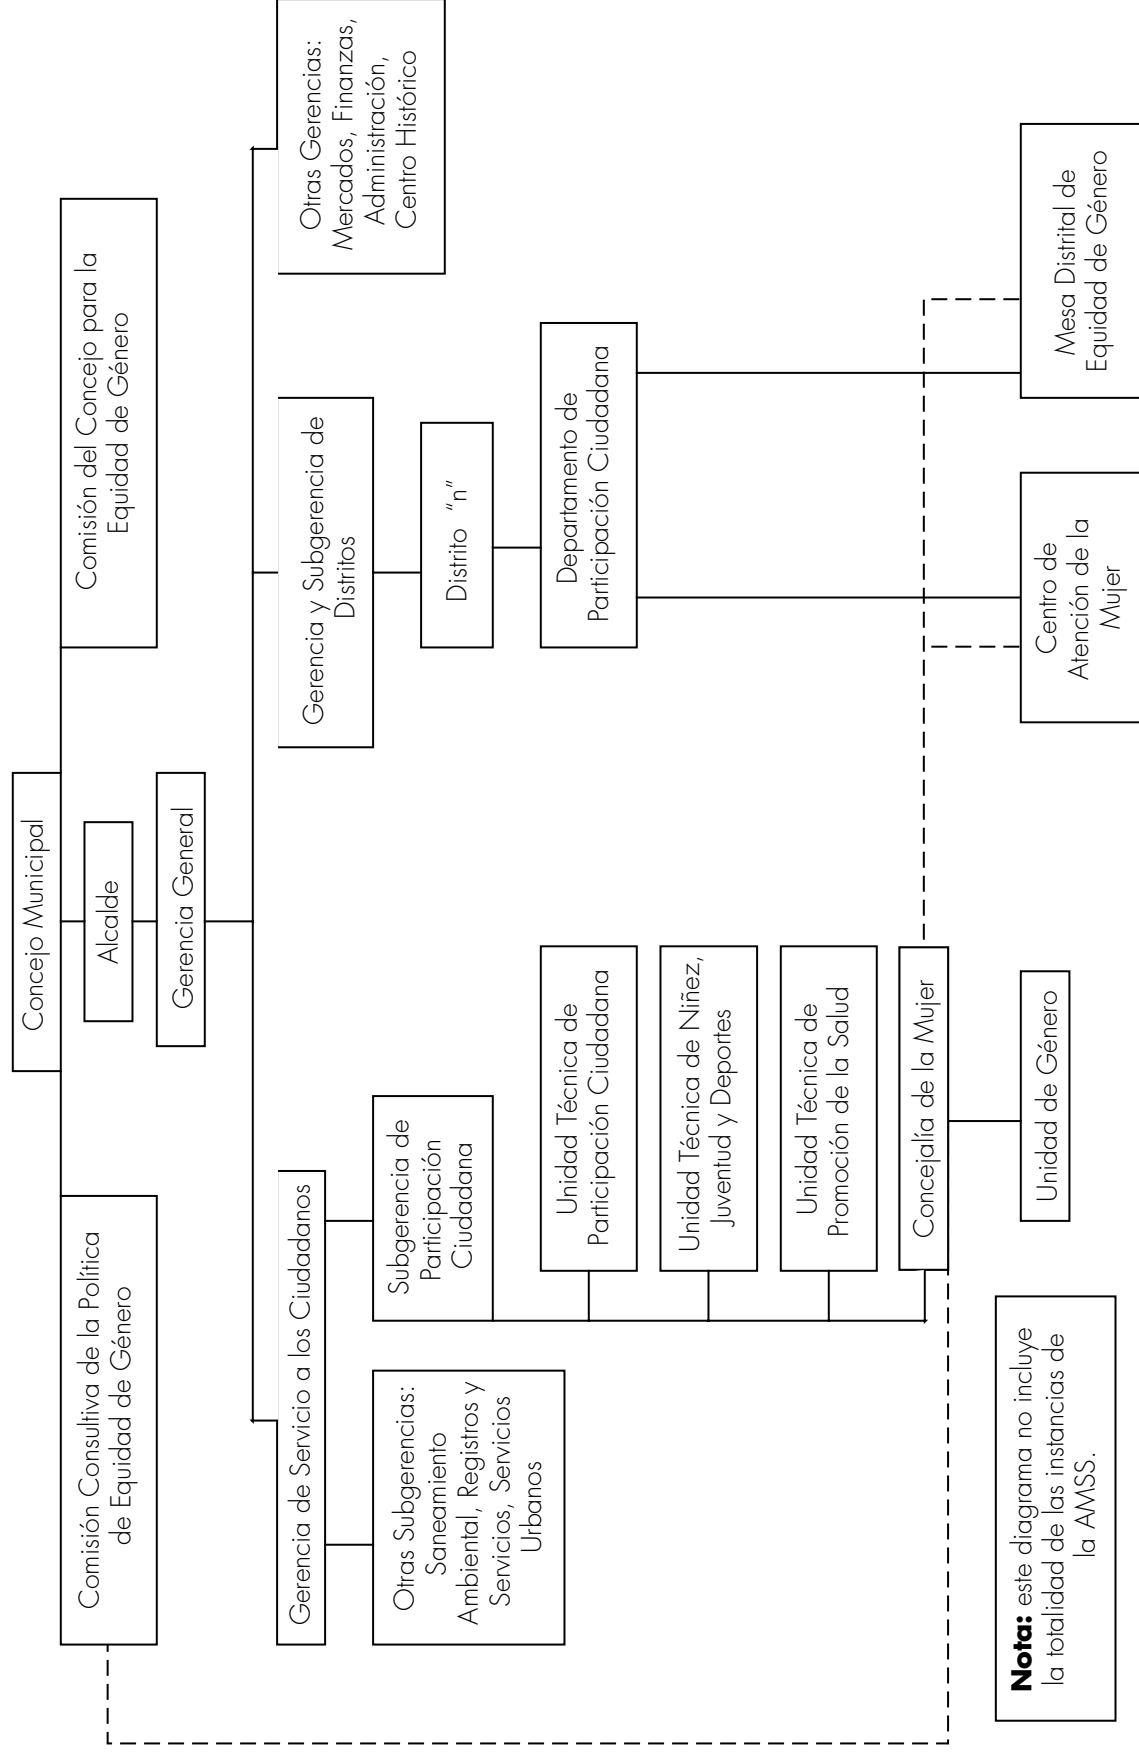 Concejo Municipal
Comisión Consultiva de la Política
de Equidad de Género
Comisión del Concejo para la
Equidad de Género
Alcalde
Gerencia General
Gerencia de Servicio a los Ciudadanos
Gerencia y Subgerencia de
Distritos
Otras Gerencias:
Mercados, Finanzas,
Administración,
Centro Histórico
Otras Subgerencias:
Saneamiento
Ambiental, Registros y
Servicios, Servicios
Urbanos
Subgerencia de
Participación
Ciudadana
Distrito "n"
Unidad Técnica de
Participación Ciudadana
Departamento de
Participación Ciudadana
Unidad Técnica de Niñez,
Juventud y Deportes
Unidad Técnica de
Promoción de la Salud
Concejalía de la Mujer
Unidad de Género
Centro de
Atención de la
Mujer
Mesa Distrital de
Equidad de Género
Nota: este diagrama no incluye
la totalidad de las instancias de
la AMSS.